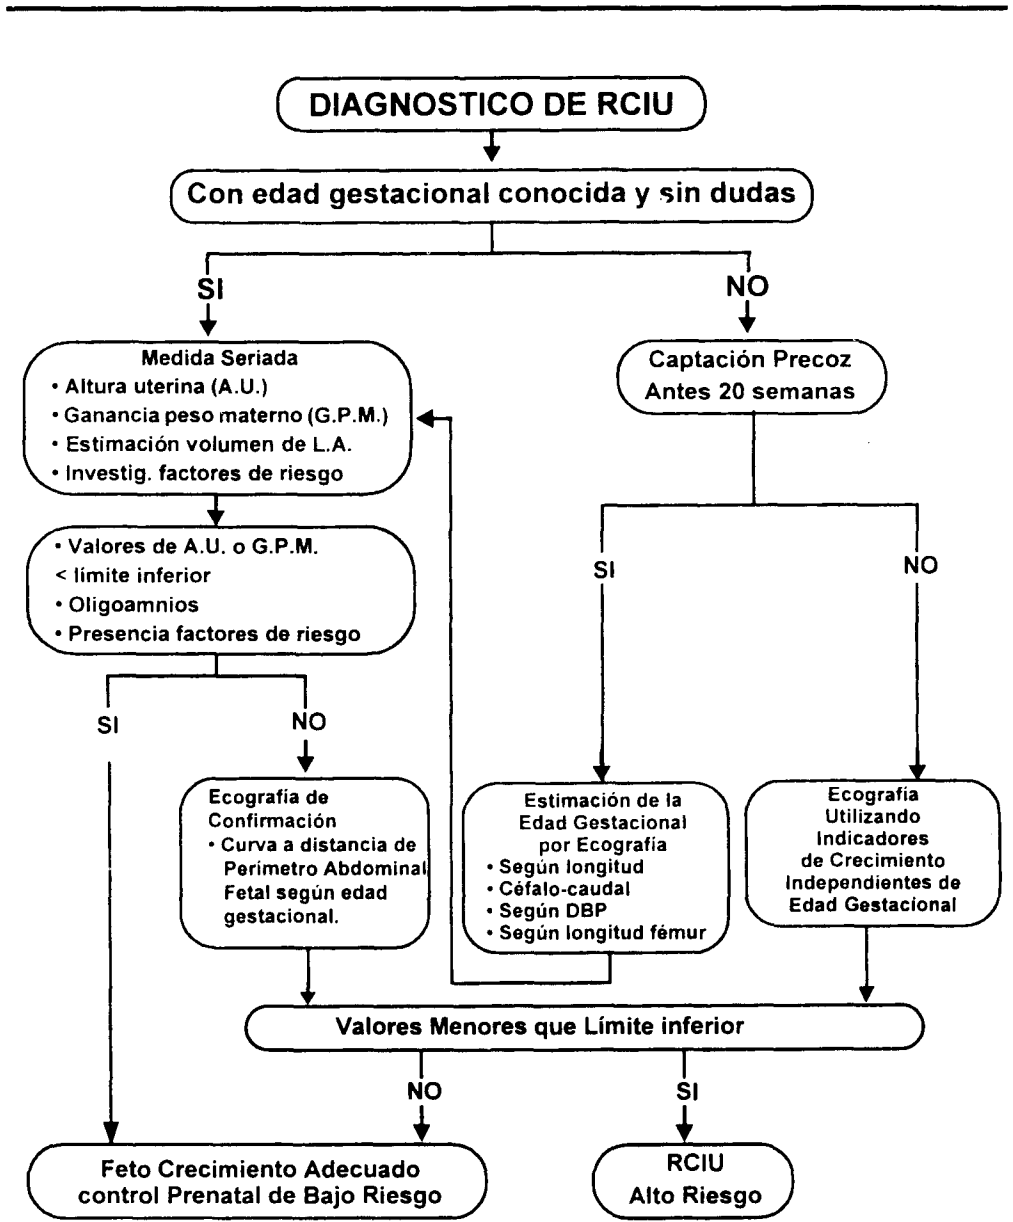 DIAGNOSTICO DE RCIU
Con edad gestacional conocida y sin dudas
SI
NO
Medida Seriada
• Altura uterina (A.U.)
• Ganancia peso materno (G.P.M.)
• Estimación volumen de L.A.
• Investig. factores de riesgo
Captación Precoz
Antes 20 semanas
• Valores de A.U. o G.P.M.
< límite inferior
• Oligoamnios
• Presencia factores de riesgo
SI
NO
SI
NO
Ecografía de
Confirmación
• Curva a distancia de
Perímetro Abdominal
Fetal según edad
gestacional.
Estimación de la
Edad Gestacional
por Ecografía
• Según longitud
• Céfalo-caudal
• Según DBP
• Según longitud fémur
Ecografía
Utilizando
Indicadores
de Crecimiento
Independientes de
Edad Gestacional
Valores Menores que Límite inferior
NO
SI
Feto Crecimiento Adecuado
control Prenatal de Bajo Riesgo
RCIU
Alto Riesgo